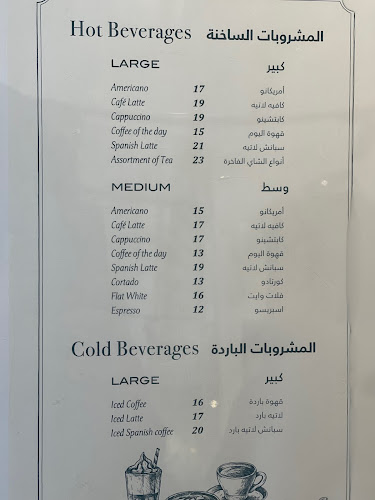 Hot Beverages المشروبات الساخنة
LARGE كبير
Americano 17 أمريكانو
Café Latte 19 كافيه لاتيه
Cappuccino 19 كابتشينو
Coffee of the day 15 قهوة اليوم
Spanish Latte 21 سبانش لاتيه
Assortment of Tea 23 أنواع الشاي الفاخرة
MEDIUM وسط
Americano 15 أمريكانو
Café Latte 17 كافيه لاتيه
Cappuccino 17 كابتشينو
Coffee of the day 13 قهوة اليوم
Spanish Latte 19 سبانش لاتيه
Cortado 13 كورتادو
Flat White 16 فلات وايت
Espresso 12 اسبريسو
Cold Beverages المشروبات الباردة
LARGE كبير
Iced Coffee 16 قهوة باردة
Iced Latte 17 لاتيه بارد
Iced Spanish coffee 20 سبانش لاتيه بارد